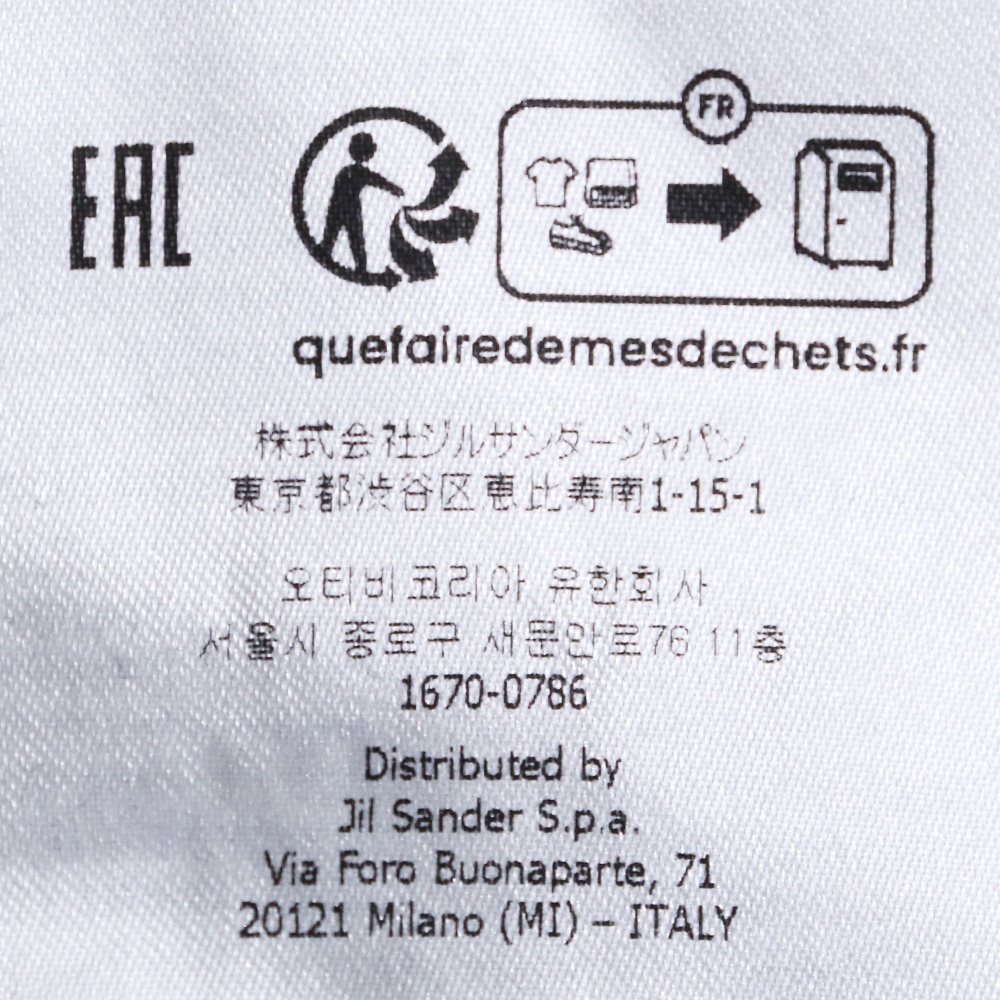 EAC
FR
quefairedemesdechets.fr
株式会社ジルサンダージャパン
東京都渋谷区恵比寿南1-15-1
오티비코리아 유한회사
서울시 종로구 새문안로76 11층
1670-0786
Distributed by
Jil Sander S.p.a.
Via Foro Buonaparte, 71
20121 Milano (MI) – ITALY